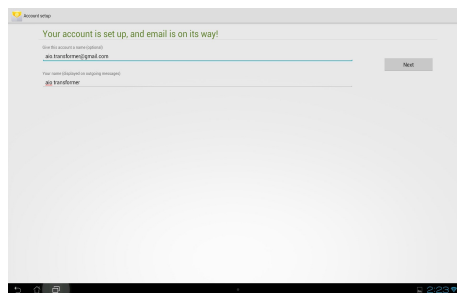 Account setup
Your account is set up, and email is on its way!
Give this account a name (optional)
aio.transformer@gmail.com
Next
Your name (displayed on outgoing messages)
aio transformer
2:23